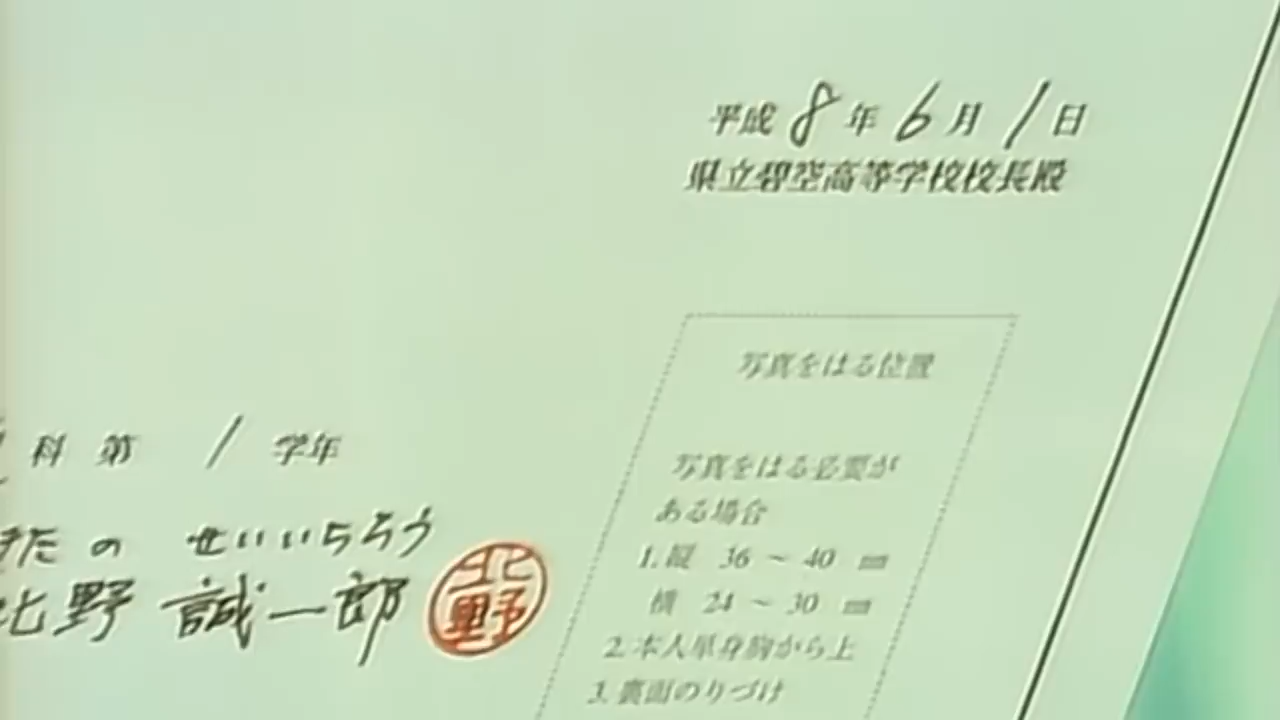 平成8年6月1日
県立碧空高等学校校長殿
写真をはる位置
写真をはる必要が
ある場合
1.縦 36 〜 40 ㎜
横 24 〜 30 ㎜
2.本人単身胸から上
3.裏面のりづけ
科 第 1 学年
きた の せいいちろう
北野 誠一郎
北野